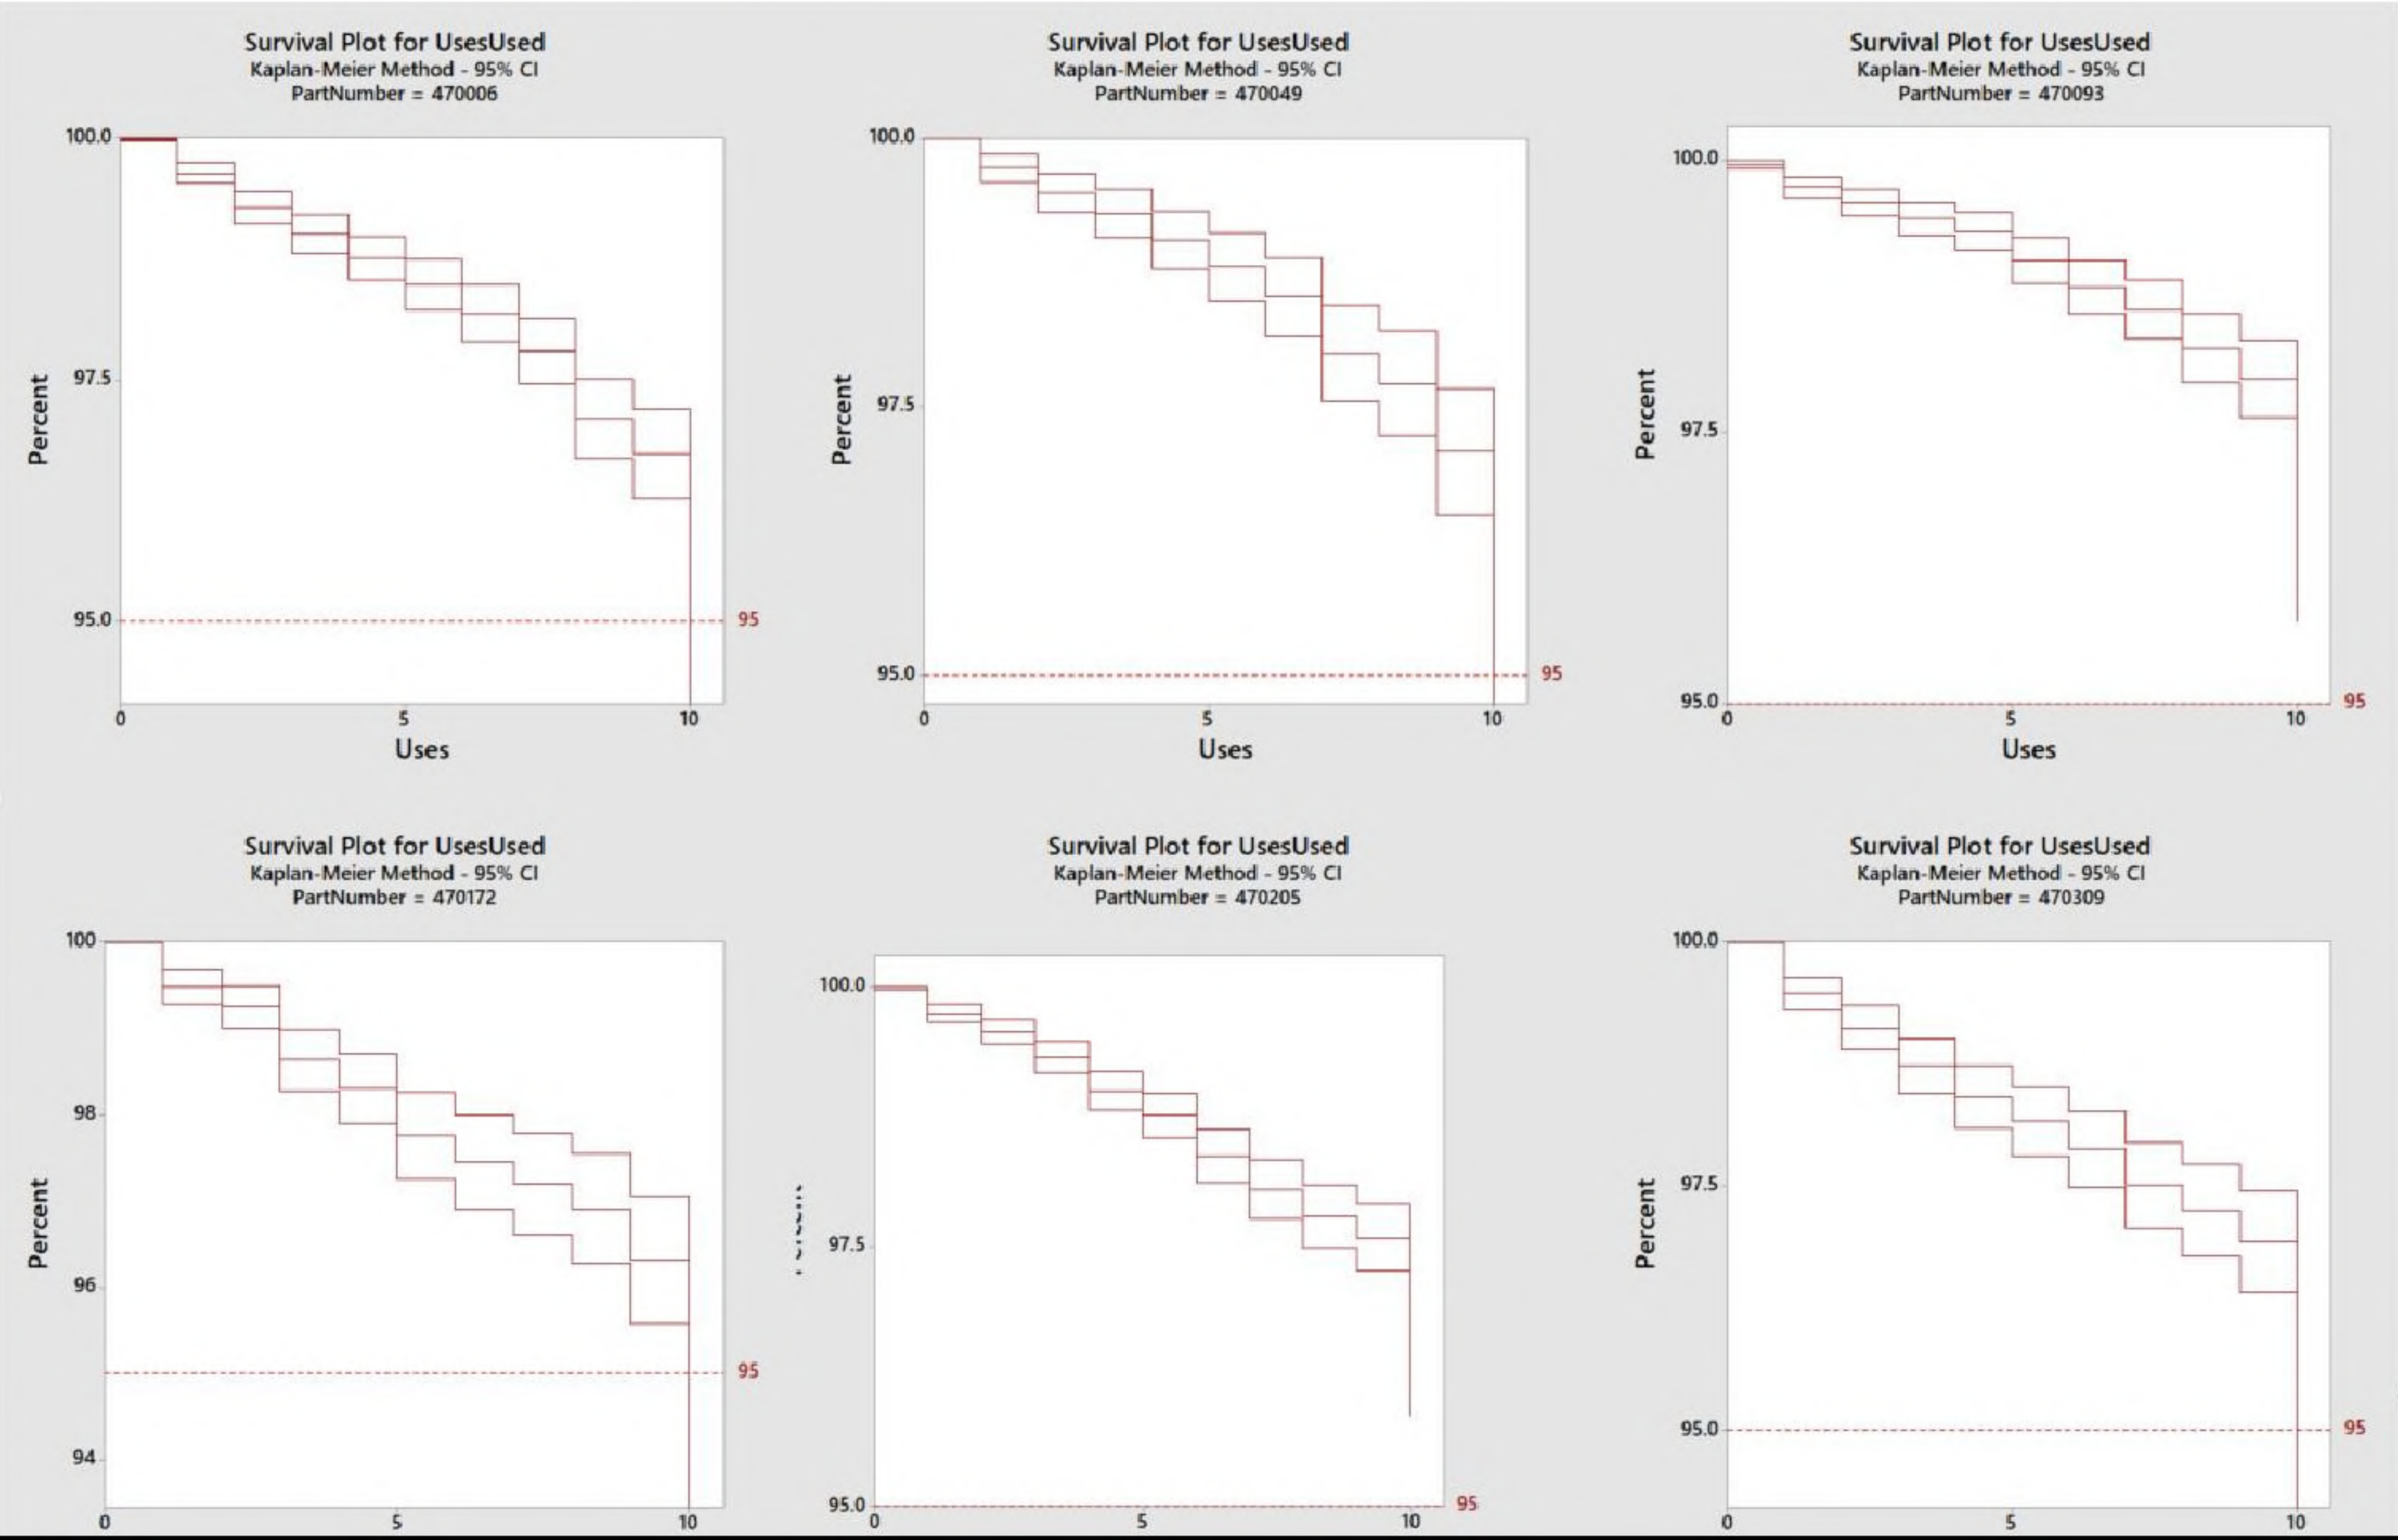 Survival Plot for UsesUsed
Kaplan-Meier Method - 95% CI
PartNumber = 470006
100.0
97.5
95.0
95
Percent
0 5 10
Uses
Survival Plot for UsesUsed
Kaplan-Meier Method - 95% CI
PartNumber = 470049
100.0
97.5
95.0
95
Percent
0 5 10
Uses
Survival Plot for UsesUsed
Kaplan-Meier Method - 95% CI
PartNumber = 470093
100.0
97.5
95.0
95
Percent
0 5 10
Uses
Survival Plot for UsesUsed
Kaplan-Meier Method - 95% CI
PartNumber = 470172
100
98
96
94
95
Percent
0 5 10
Survival Plot for UsesUsed
Kaplan-Meier Method - 95% CI
PartNumber = 470205
100.0
97.5
95.0
95
0 5 10
Survival Plot for UsesUsed
Kaplan-Meier Method - 95% CI
PartNumber = 470309
100.0
97.5
95.0
95
Percent
0 5 10